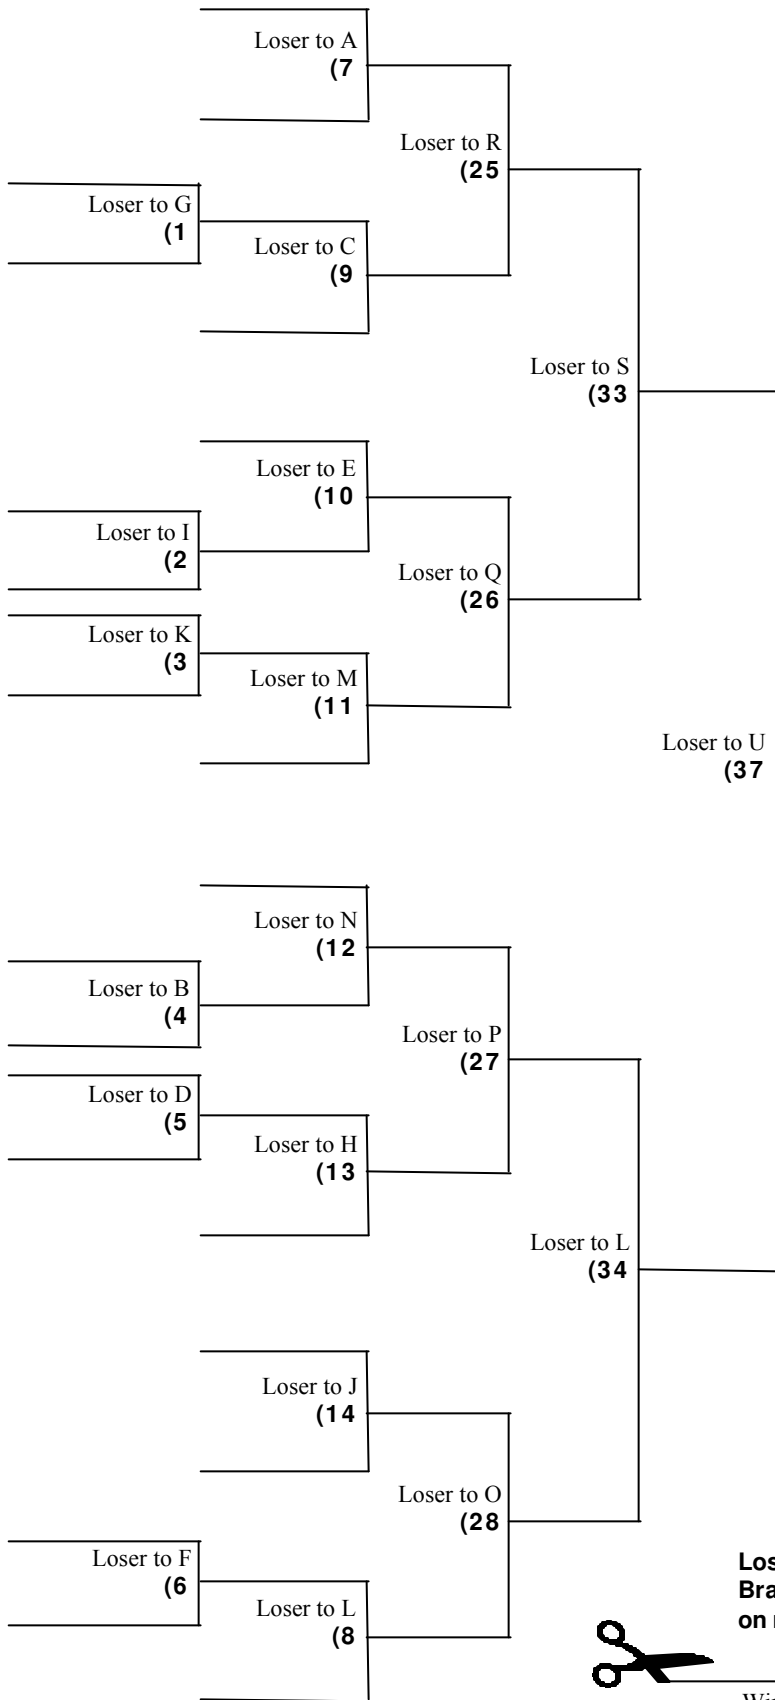 Loser to A
(7
Loser to R
(25
Loser to G
(1
Loser to C
(9
Loser to S
(33
Loser to E
(10
Loser to I
(2
Loser to Q
(26
Loser to K
(3
Loser to M
(11
Loser to U
(37
Loser to N
(12
Loser to B
(4
Loser to P
(27
Loser to D
(5
Loser to H
(13
Loser to L
(34
Loser to J
(14
Loser to O
(28
Loser to F
(6
Loser to L
(8
Los
Bra
on